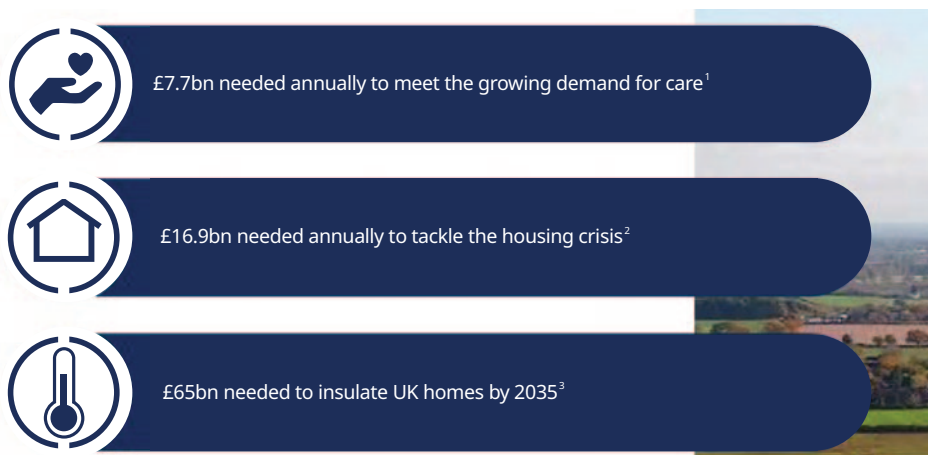 £7.7bn needed annually to meet the growing demand for care¹
£16.9bn needed annually to tackle the housing crisis²
£65bn needed to insulate UK homes by 2035³